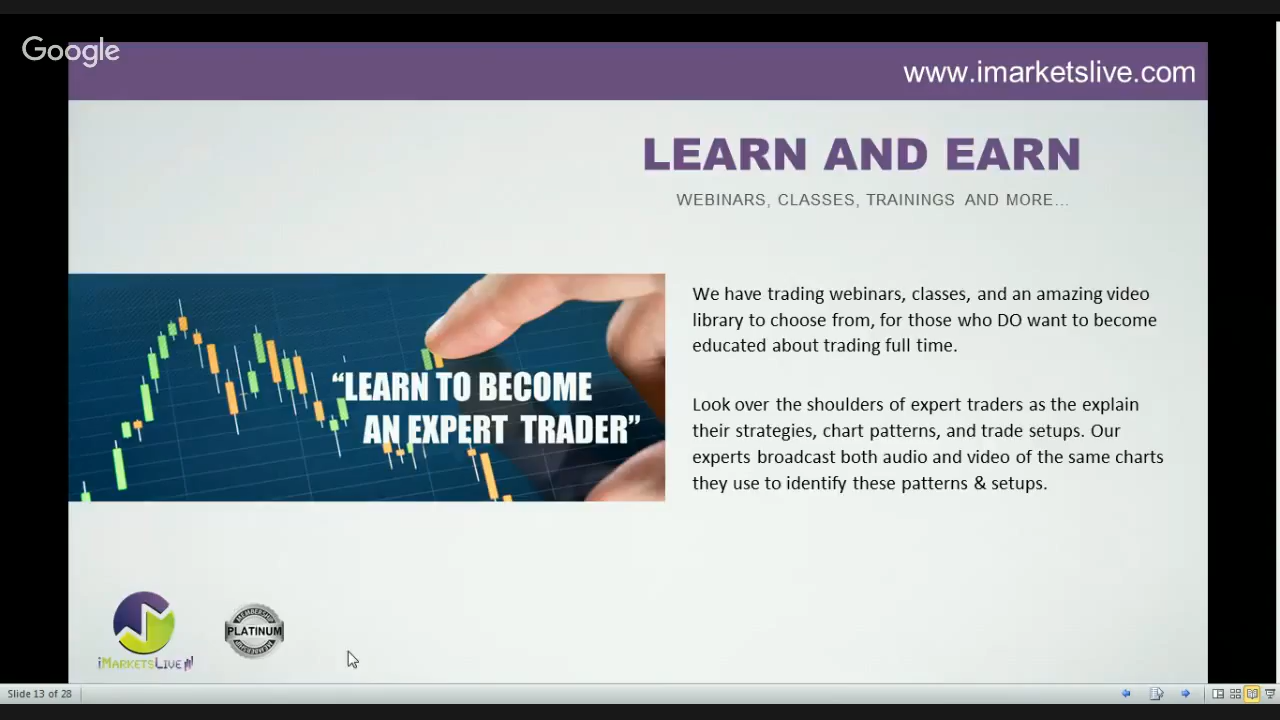 Google
www.imarketslive.com
LEARN AND EARN
WEBINARS, CLASSES, TRAININGS AND MORE...
We have trading webinars, classes, and an amazing video
library to choose from, for those who DO want to become
educated about trading full time.
“LEARN TO BECOME
AN EXPERT TRADER”
Look over the shoulders of expert traders as the explain
their strategies, chart patterns, and trade setups. Our
experts broadcast both audio and video of the same charts
they use to identify these patterns & setups.
iMARKETSLIVE
MEMBERSHIP
PLATINUM
Slide 13 of 28